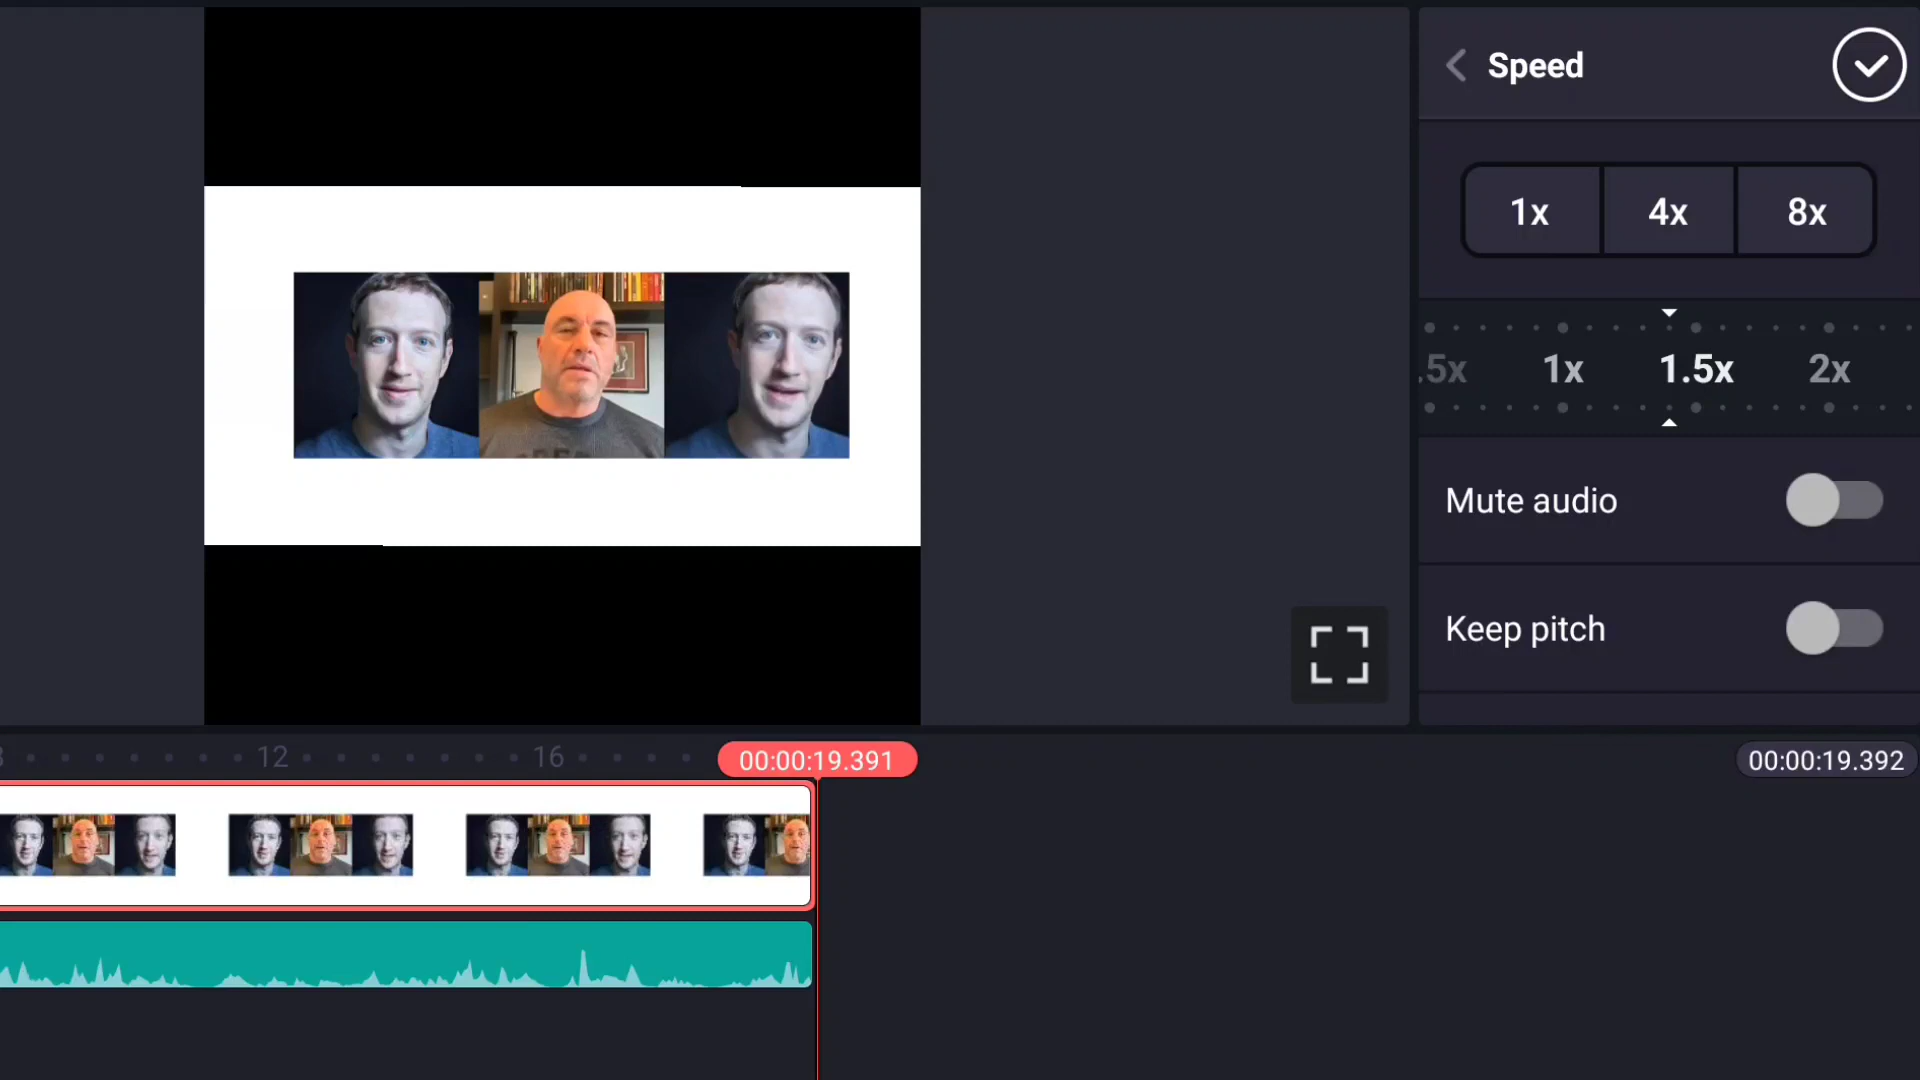 Speed
1x 4x 8x
.5x 1x 1.5x 2x
Mute audio
Keep pitch
12 16 00:00:19.391 00:00:19.392